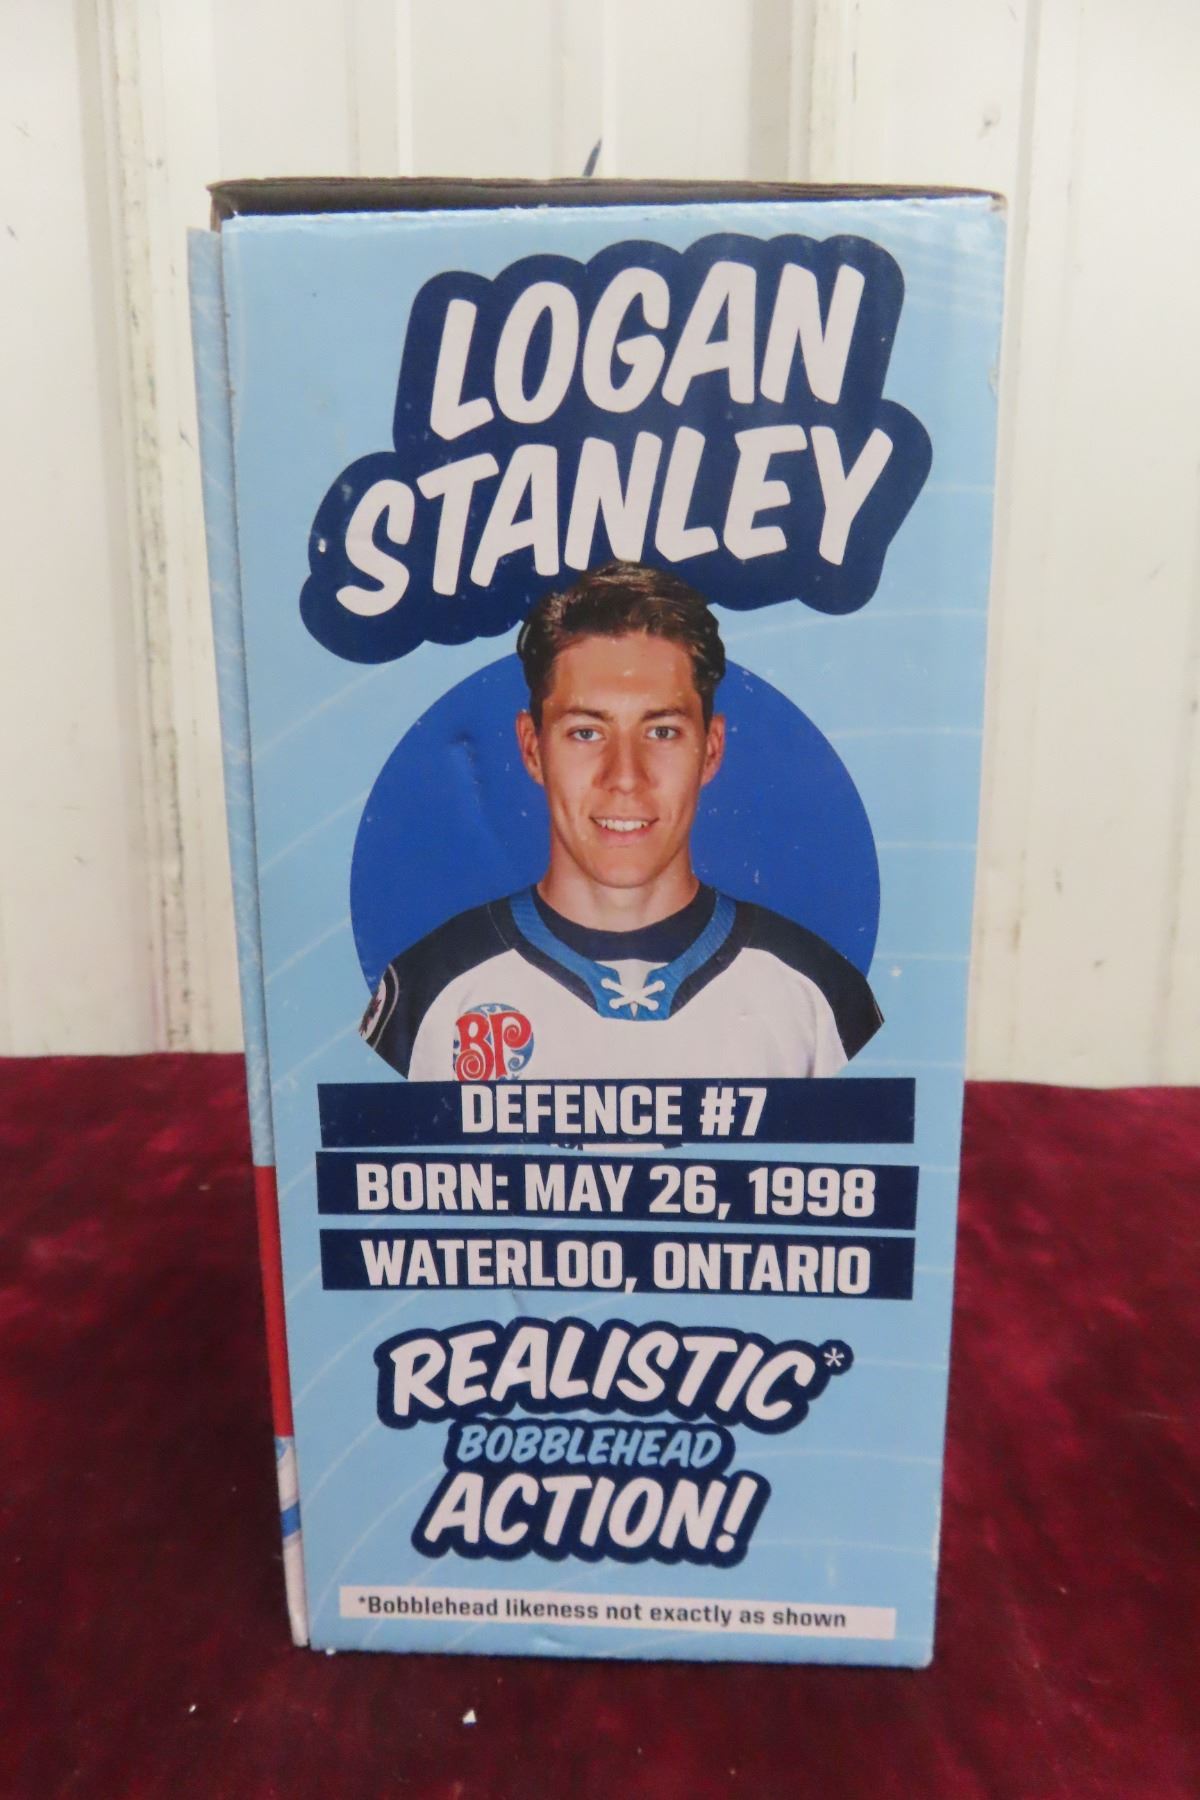 LOGAN
STANLEY
BP
DEFENCE #7
BORN: MAY 26, 1998
WATERLOO, ONTARIO
REALISTIC*
BOBBLEHEAD
ACTION!
*Bobblehead likeness not exactly as shown